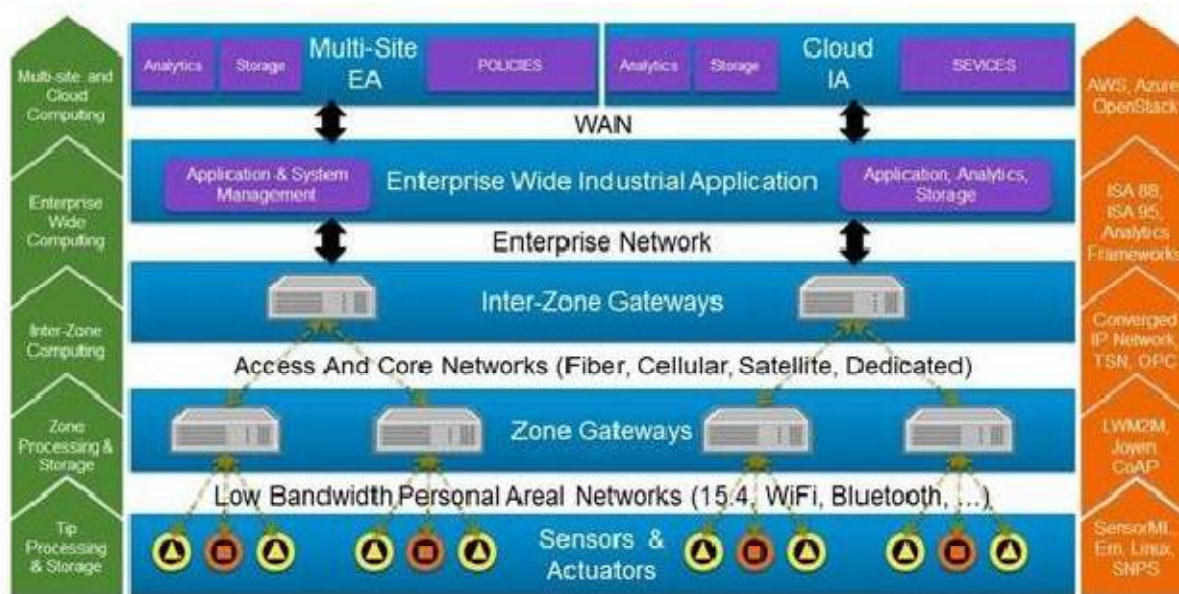 Multi-site and
Cloud
Computing
Enterprise
Wide
Computing
Inter-Zone
Computing
Zone
Processing &
Storage
Tip
Processing
& Storage
Analytics
Storage
Multi-Site
EA
POLICIES
Analytics
Storage
Cloud
IA
SEVICES
WAN
Application & System
Management
Enterprise Wide Industrial Application
Application, Analytics,
Storage
Enterprise Network
Inter-Zone Gateways
Access And Core Networks (Fiber, Cellular, Satellite, Dedicated)
Zone Gateways
Low Bandwidth Personal Areal Networks (15.4, WiFi, Bluetooth, ...)
Sensors &
Actuators
AWS, Azure,
OpenStack
ISA 88,
ISA 95,
Analytics
Frameworks
Converged
IP Network,
TSN, OPC
LWM2M,
Joyen
CoAP
SensorML,
Em, Linux,
SNPS